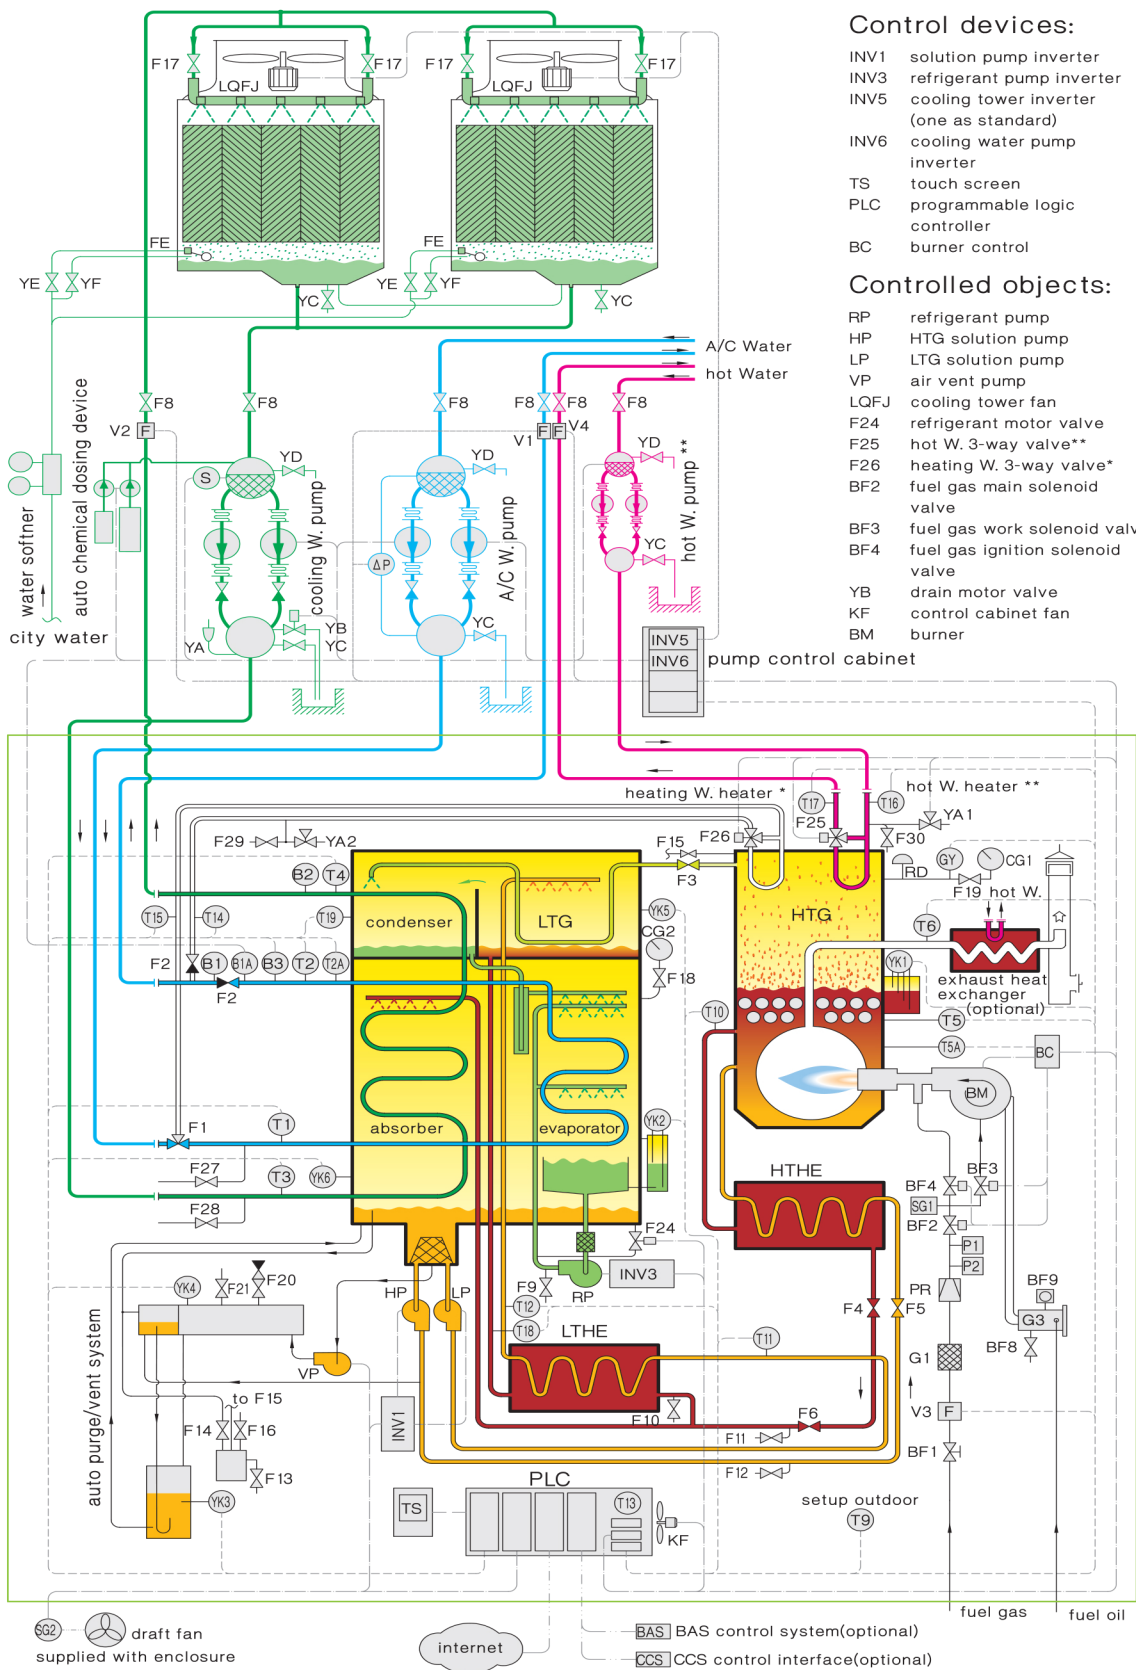 Control devices:
INV1 solution pump inverter
INV3 refrigerant pump inverter
INV5 cooling tower inverter
(one as standard)
INV6 cooling water pump
inverter
TS touch screen
PLC programmable logic
controller
BC burner control
Controlled objects:
RP refrigerant pump
HP HTG solution pump
LP LTG solution pump
VP air vent pump
LQFJ cooling tower fan
F24 refrigerant motor valve
F25 hot W. 3-way valve**
F26 heating W. 3-way valve*
BF2 fuel gas main solenoid
valve
BF3 fuel gas work solenoid valv
BF4 fuel gas ignition solenoid
valve
YB drain motor valve
KF control cabinet fan
BM burner
F17
LQFJ
F17
F17
LQFJ
F17
FE
FE
YE
YF
YC
YE
YF
YC
A/C Water
hot Water
F8
F8
F8
F8
F8
F8
V2
F
V1
F
F
V4
YD
YD
YD
S
ΔP
water softner
auto chemical dosing device
cooling W. pump
A/C W. pump
hot W. pump **
city water
YA
YB
YC
YC
YC
INV5
INV6
pump control cabinet
heating W. heater *
hot W. heater **
T17
T16
F25
F26
YA1
F30
F29
YA2
F15
F3
RD
GY
CG1
F19 hot W.
B2
T4
T15
T14
T19
condenser
LTG
YK5
CG2
HTG
T6
YK1
exhaust heat
exchanger
(optional)
F2
B1
B1A
B3
T2
T2A
F2
F18
T10
T5
T5A
BC
BM
F1
T1
absorber
evaporator
YK2
F27
T3
YK6
F28
HTHE
BF4
BF3
SG1
BF2
P1
P2
F24
INV3
F9
RP
HP
LP
T12
T18
LTHE
T11
F4
F5
PR
BF9
G3
BF8
G1
YK4
F21
F20
VP
auto purge/vent system
to F15
F14
F16
F13
INV1
F10
F6
F11
F12
V3
F
BF1
YK3
PLC
TS
T13
KF
setup outdoor
T9
fuel gas
fuel oil
SG2
draft fan
supplied with enclosure
internet
BAS BAS control system(optional)
CCS CCS control interface(optional)